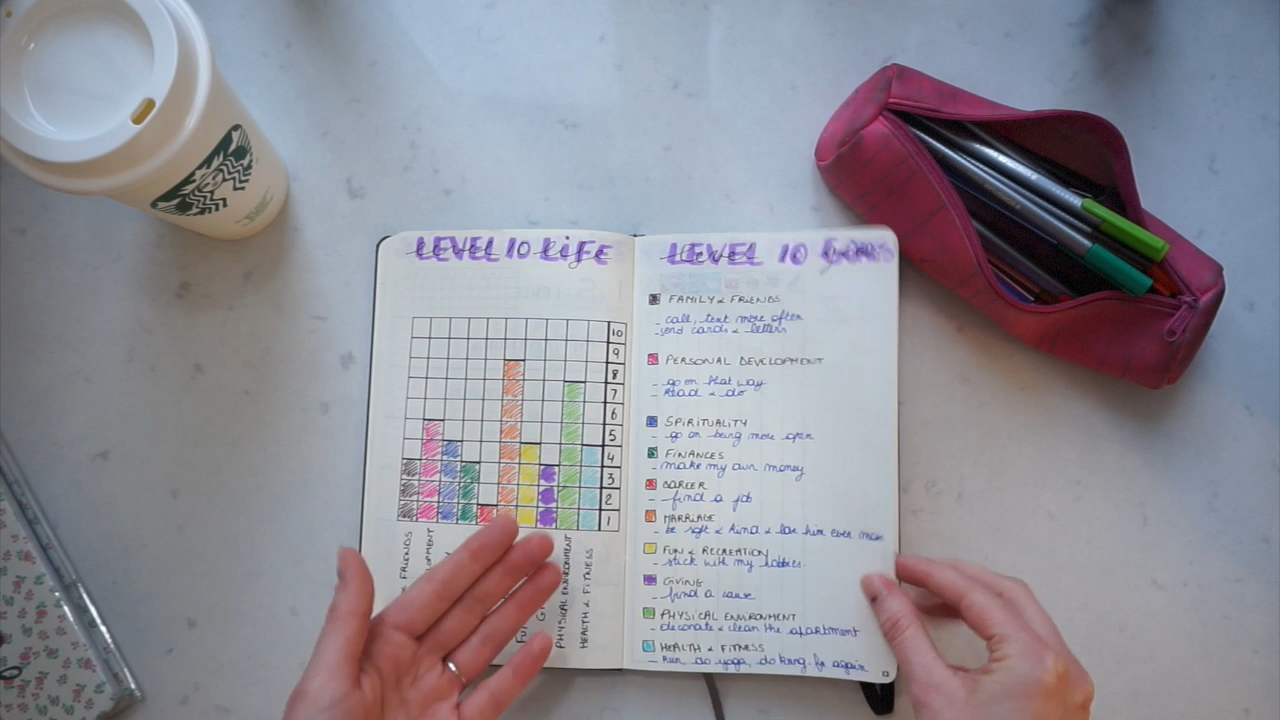 LEVEL 10 LIFE
10
9
8
7
6
5
4
3
2
1
FRIENDS
PHYSICAL ENVIRONMENT
HEALTH & FITNESS
LEVEL 10 GOALS
FAMILY & FRIENDS
- call, text more often
- send cards & letters
PERSONAL DEVELOPMENT
- go on that way
- read & do
SPIRITUALITY
- go on being more open
FINANCES
- make my own money
CAREER
- find a job
MARRIAGE
- be soft & kind & love him even more
FUN & RECREATION
- stick with my hobbies.
GIVING
- find a cause
PHYSICAL ENVIRONMENT
- decorate & clean the apartment
HEALTH & FITNESS
- run, do yoga, do kung-fu again
13